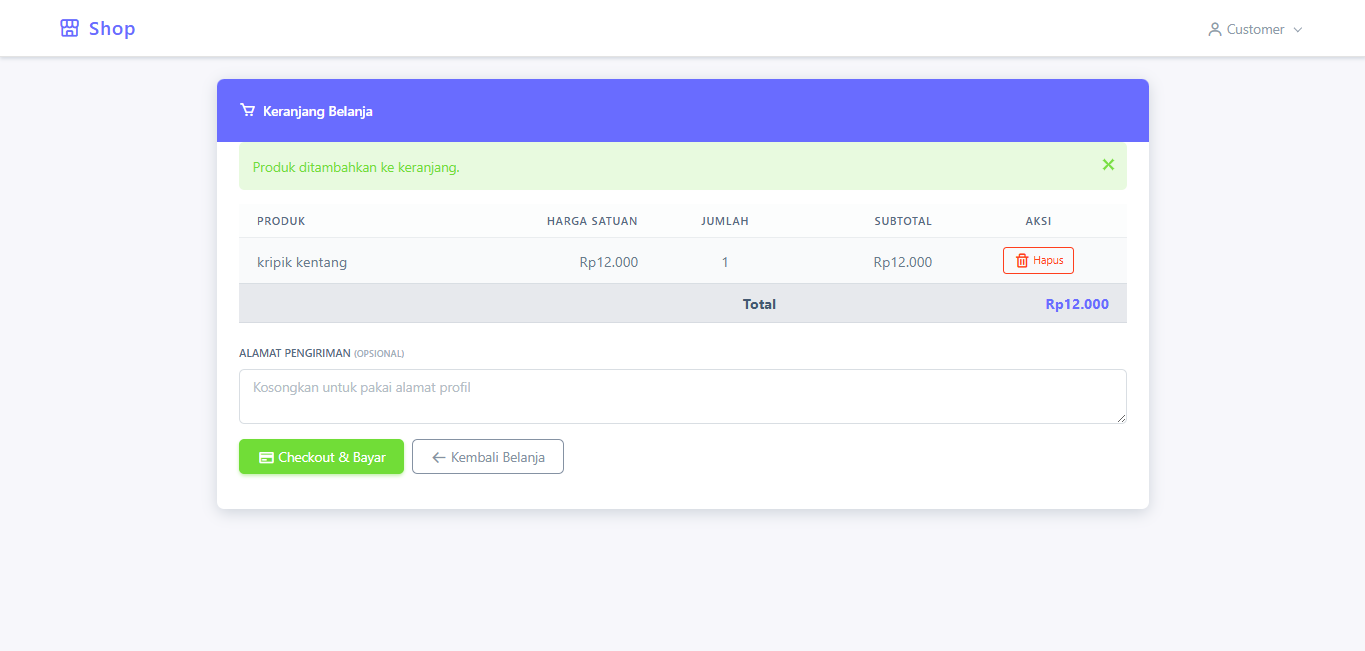 Shop
Customer
Keranjang Belanja
Produk ditambahkan ke keranjang.
PRODUK HARGA SATUAN JUMLAH SUBTOTAL AKSI
kripik kentang Rp12.000 1 Rp12.000 Hapus
Total Rp12.000
ALAMAT PENGIRIMAN (OPSIONAL)
Kosongkan untuk pakai alamat profil
Checkout & Bayar Kembali Belanja